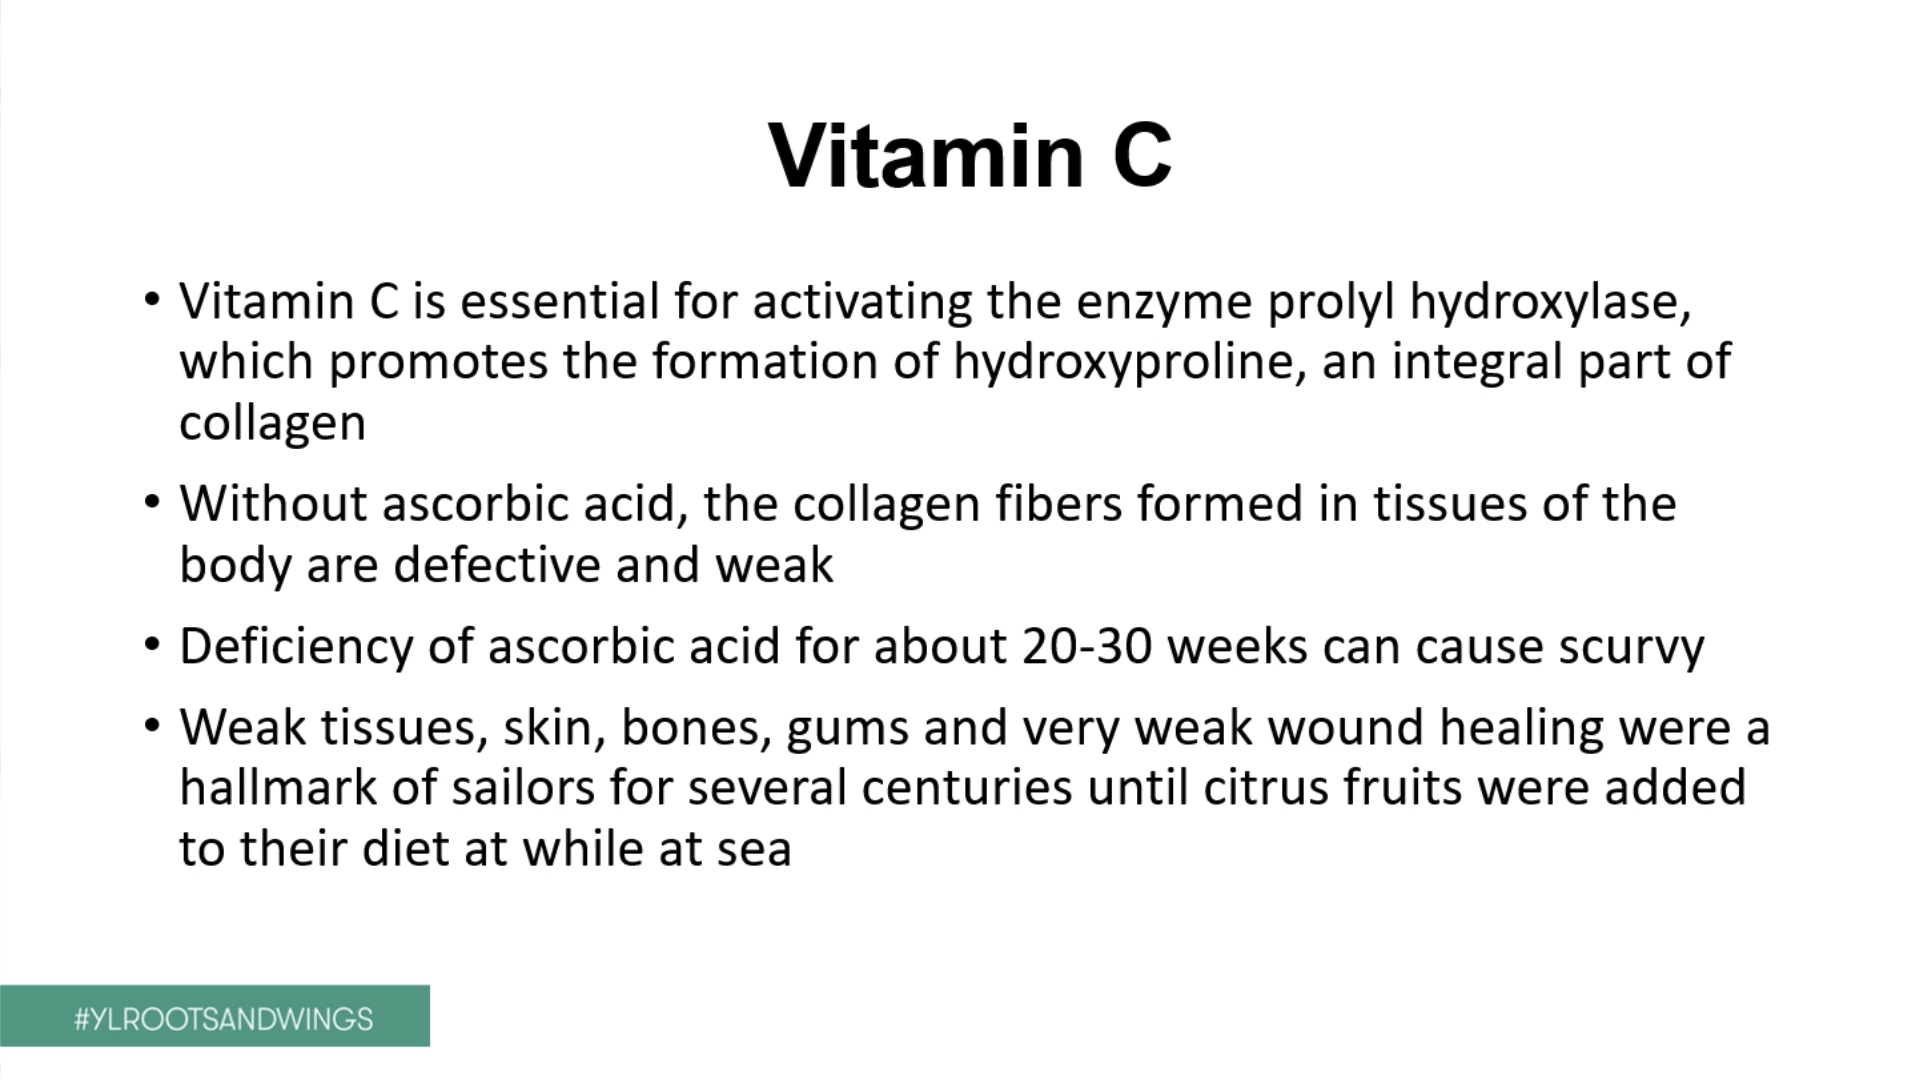 Vitamin C
• Vitamin C is essential for activating the enzyme prolyl hydroxylase,
which promotes the formation of hydroxyproline, an integral part of
collagen
• Without ascorbic acid, the collagen fibers formed in tissues of the
body are defective and weak
• Deficiency of ascorbic acid for about 20-30 weeks can cause scurvy
• Weak tissues, skin, bones, gums and very weak wound healing were a
hallmark of sailors for several centuries until citrus fruits were added
to their diet at while at sea
#YLROOTSANDWINGS